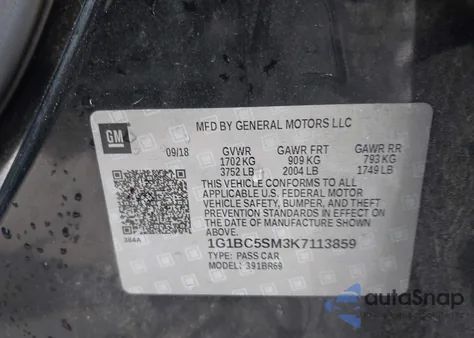 GM
MFD BY GENERAL MOTORS LLC
09/18 GVWR GAWR FRT GAWR RR
1702 KG 909 KG 793 KG
3752 LB 2004 LB 1749 LB
THIS VEHICLE CONFORMS TO ALL APPLICABLE
U.S. FEDERAL MOTOR
VEHICLE SAFETY, BUMPER, AND THEFT
PREVENTION STANDARDS IN EFFECT
ON THE DATE OF MANUFACTURE
SHOWN ABOVE.
384A
1G1BC5SM3K7113859
TYPE: PASS CAR
MODEL: 391BR69
autoSnap